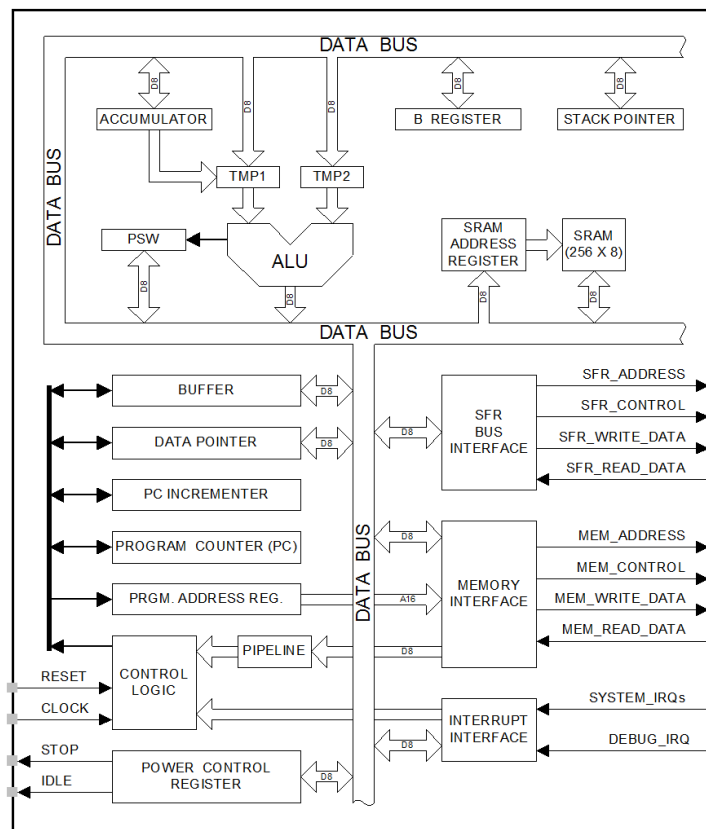 DATA BUS
D8
D8
D8
D8
D8
ACCUMULATOR
B REGISTER
STACK POINTER
DATA BUS
TMP1
TMP2
PSW
ALU
SRAM
ADDRESS
REGISTER
SRAM
(256 X 8)
D8
D8
D8
D8
DATA BUS
BUFFER
D8
DATA POINTER
D8
PC INCREMENTER
PROGRAM COUNTER (PC)
PRGM. ADDRESS REG.
A16
PIPELINE
D8
CONTROL
LOGIC
RESET
CLOCK
STOP
IDLE
POWER CONTROL
REGISTER
D8
DATA BUS
D8
SFR
BUS
INTERFACE
SFR_ADDRESS
SFR_CONTROL
SFR_WRITE_DATA
SFR_READ_DATA
D8
MEMORY
INTERFACE
MEM_ADDRESS
MEM_CONTROL
MEM_WRITE_DATA
MEM_READ_DATA
D8
INTERRUPT
INTERFACE
SYSTEM_IRQs
DEBUG_IRQ